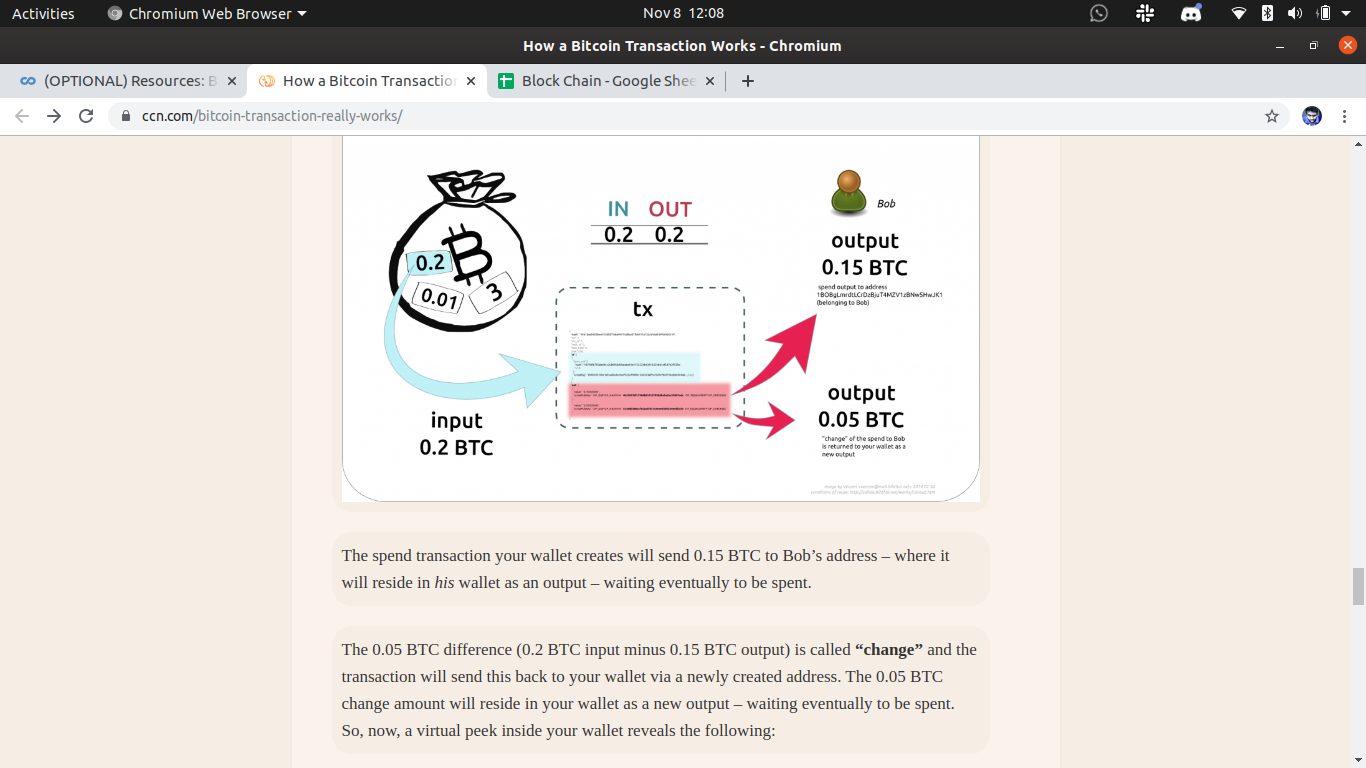 Activities
Chromium Web Browser
Nov 8 12:08
How a Bitcoin Transaction Works - Chromium
(OPTIONAL) Resources: B
How a Bitcoin Transaction
Block Chain - Google Shee
ccn.com/bitcoin-transaction-really-works/
IN OUT
0.2 0.2
Bob
0.2
0.01
3
output
0.15 BTC
spend output to address
(belonging to Bob)
tx
input
0.2 BTC
output
0.05 BTC
"change" of the spend to Bob
is returned to your wallet as a
new output
The spend transaction your wallet creates will send 0.15 BTC to Bob’s address – where it
will reside in his wallet as an output – waiting eventually to be spent.
The 0.05 BTC difference (0.2 BTC input minus 0.15 BTC output) is called “change” and the
transaction will send this back to your wallet via a newly created address. The 0.05 BTC
change amount will reside in your wallet as a new output – waiting eventually to be spent.
So, now, a virtual peek inside your wallet reveals the following: